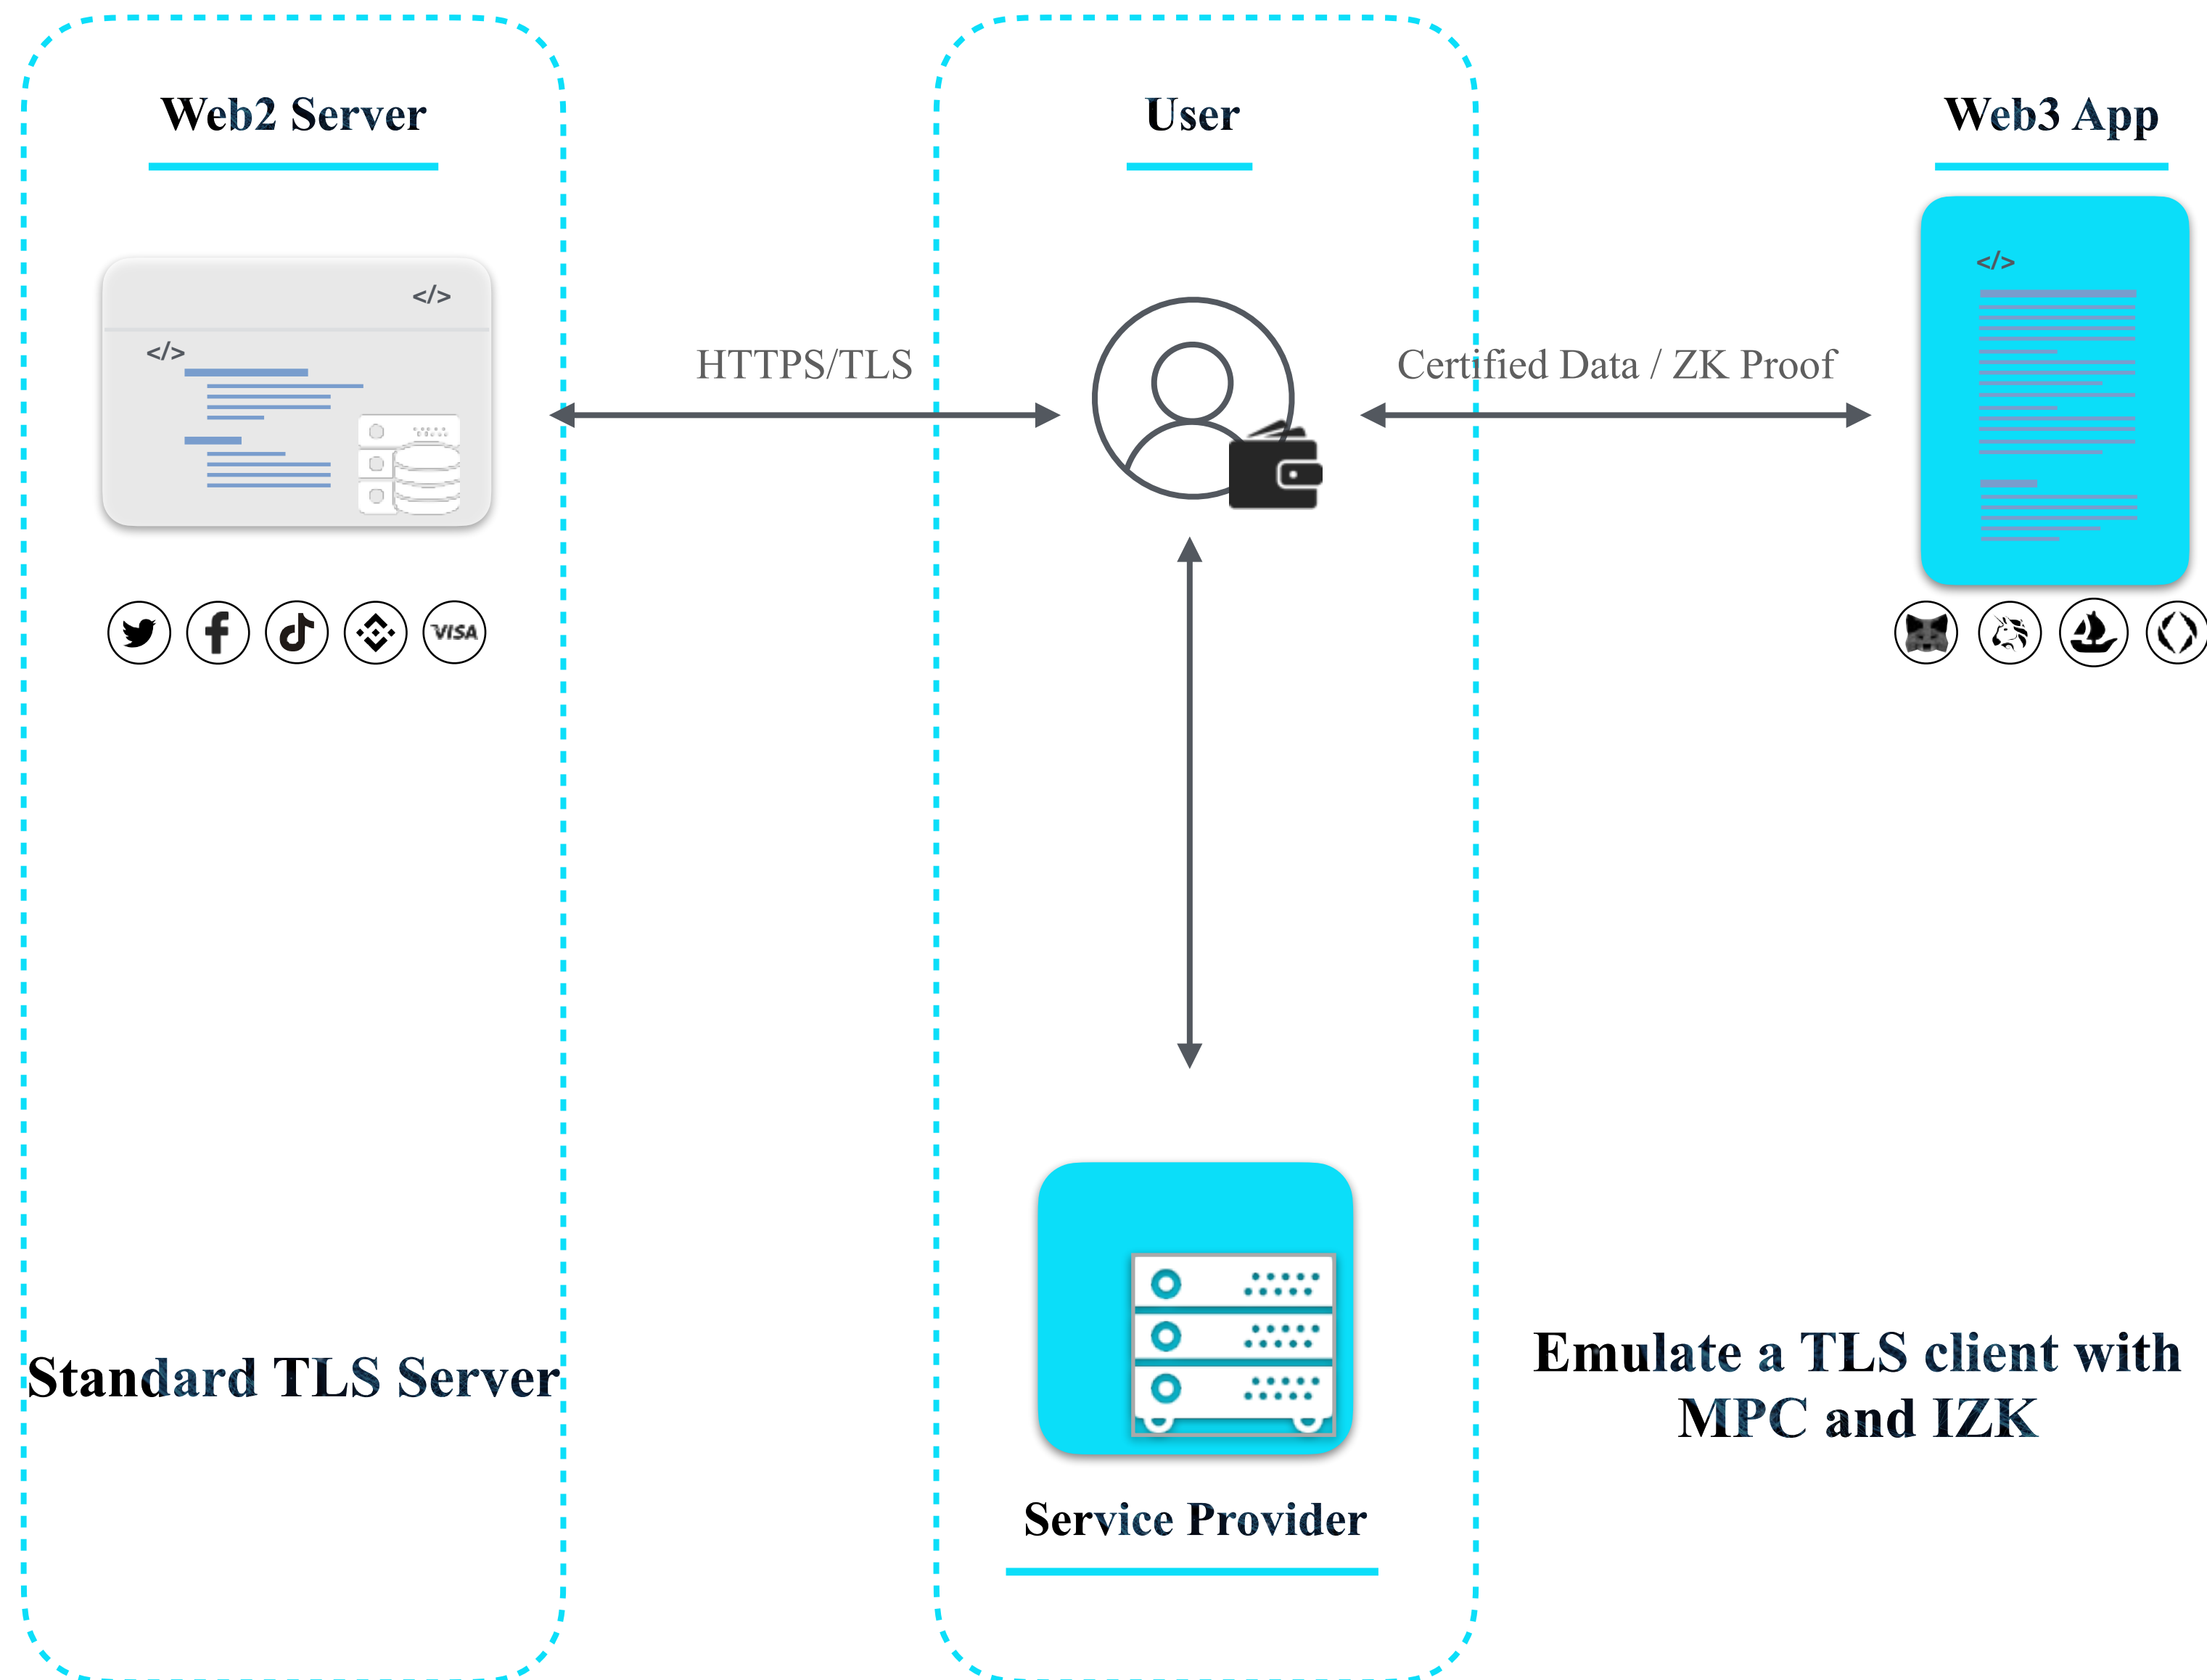 Web2 Server
User
Web3 App
</>
</>
</>
HTTPS/TLS
Certified Data / ZK Proof
VISA
Standard TLS Server
Emulate a TLS client with
MPC and IZK
Service Provider